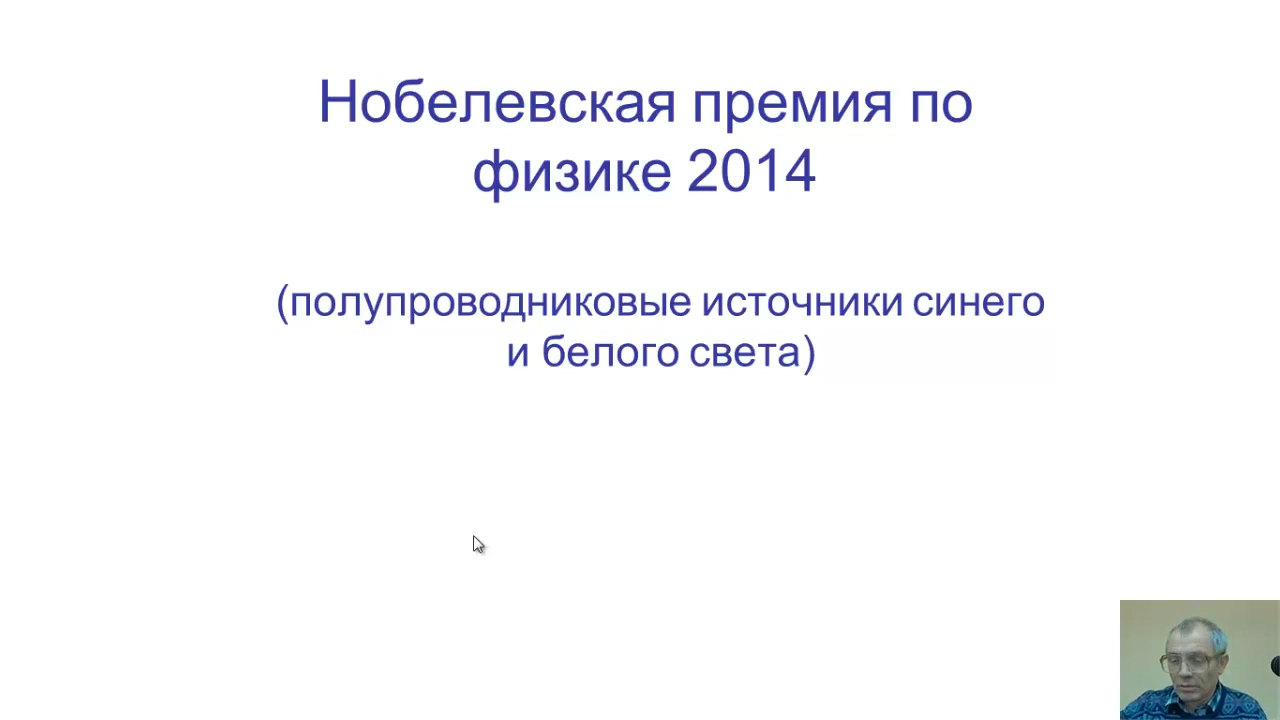 Нобелевская премия по
физике 2014
(полупроводниковые источники синего
и белого света)